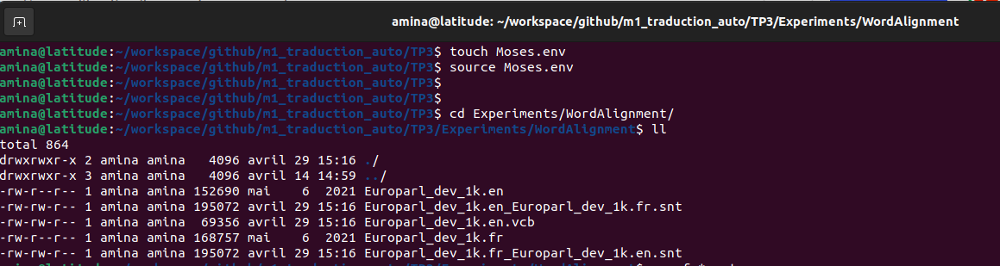 amina@latitude: ~/workspace/github/m1_traduction_auto/TP3/Experiments/WordAlignment
amina@latitude:~/workspace/github/m1_traduction_auto/TP3$ touch Moses.env
amina@latitude:~/workspace/github/m1_traduction_auto/TP3$ source Moses.env
amina@latitude:~/workspace/github/m1_traduction_auto/TP3$
amina@latitude:~/workspace/github/m1_traduction_auto/TP3$
amina@latitude:~/workspace/github/m1_traduction_auto/TP3$ cd Experiments/WordAlignment/
amina@latitude:~/workspace/github/m1_traduction_auto/TP3/Experiments/WordAlignment$ ll
total 864
drwxrwxr-x 2 amina amina   4096 avril 29 15:16 ./
drwxrwxr-x 3 amina amina   4096 avril 14 14:59 ../
-rw-r--r-- 1 amina amina 152690 mai    6  2021 Europarl_dev_1k.en
-rw-rw-r-- 1 amina amina 195072 avril 29 15:16 Europarl_dev_1k.en_Europarl_dev_1k.fr.snt
-rw-rw-r-- 1 amina amina  69356 avril 29 15:16 Europarl_dev_1k.en.vcb
-rw-r--r-- 1 amina amina 168757 mai    6  2021 Europarl_dev_1k.fr
-rw-rw-r-- 1 amina amina 195072 avril 29 15:16 Europarl_dev_1k.fr_Europarl_dev_1k.en.snt